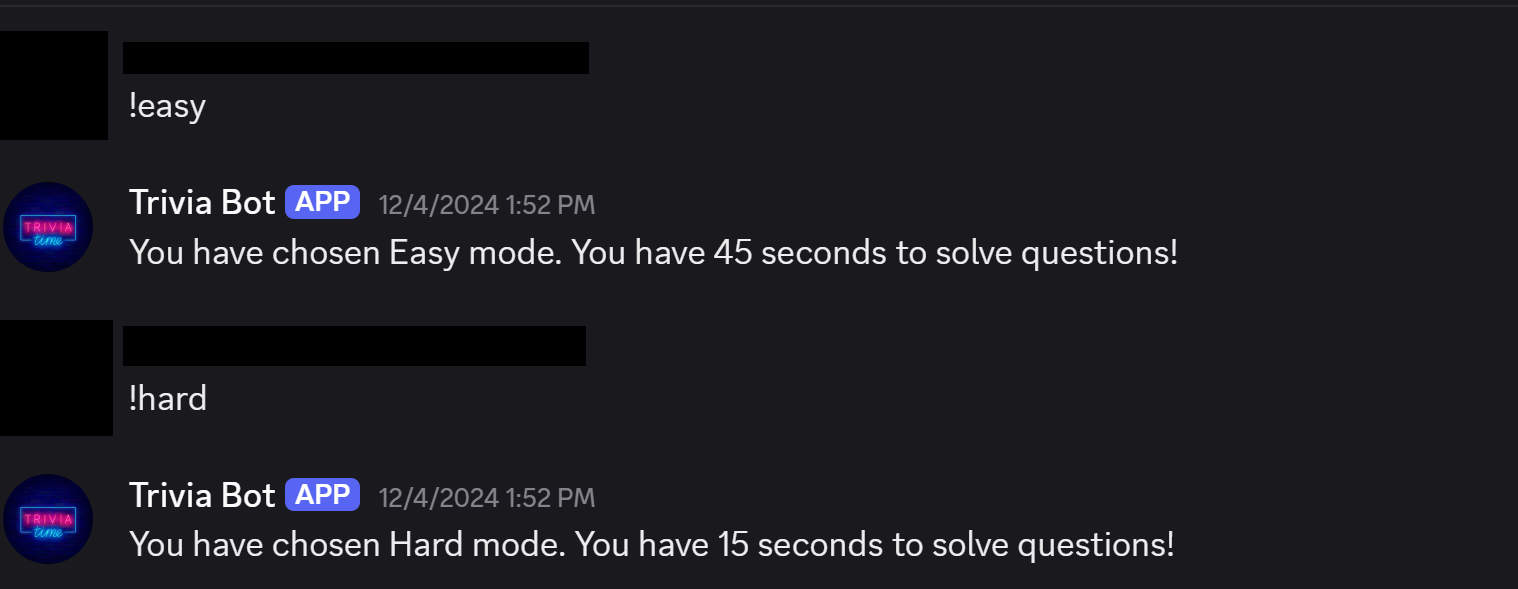 !easy
TRIVIA
time
Trivia Bot APP 12/4/2024 1:52 PM
You have chosen Easy mode. You have 45 seconds to solve questions!
!hard
TRIVIA
time
Trivia Bot APP 12/4/2024 1:52 PM
You have chosen Hard mode. You have 15 seconds to solve questions!